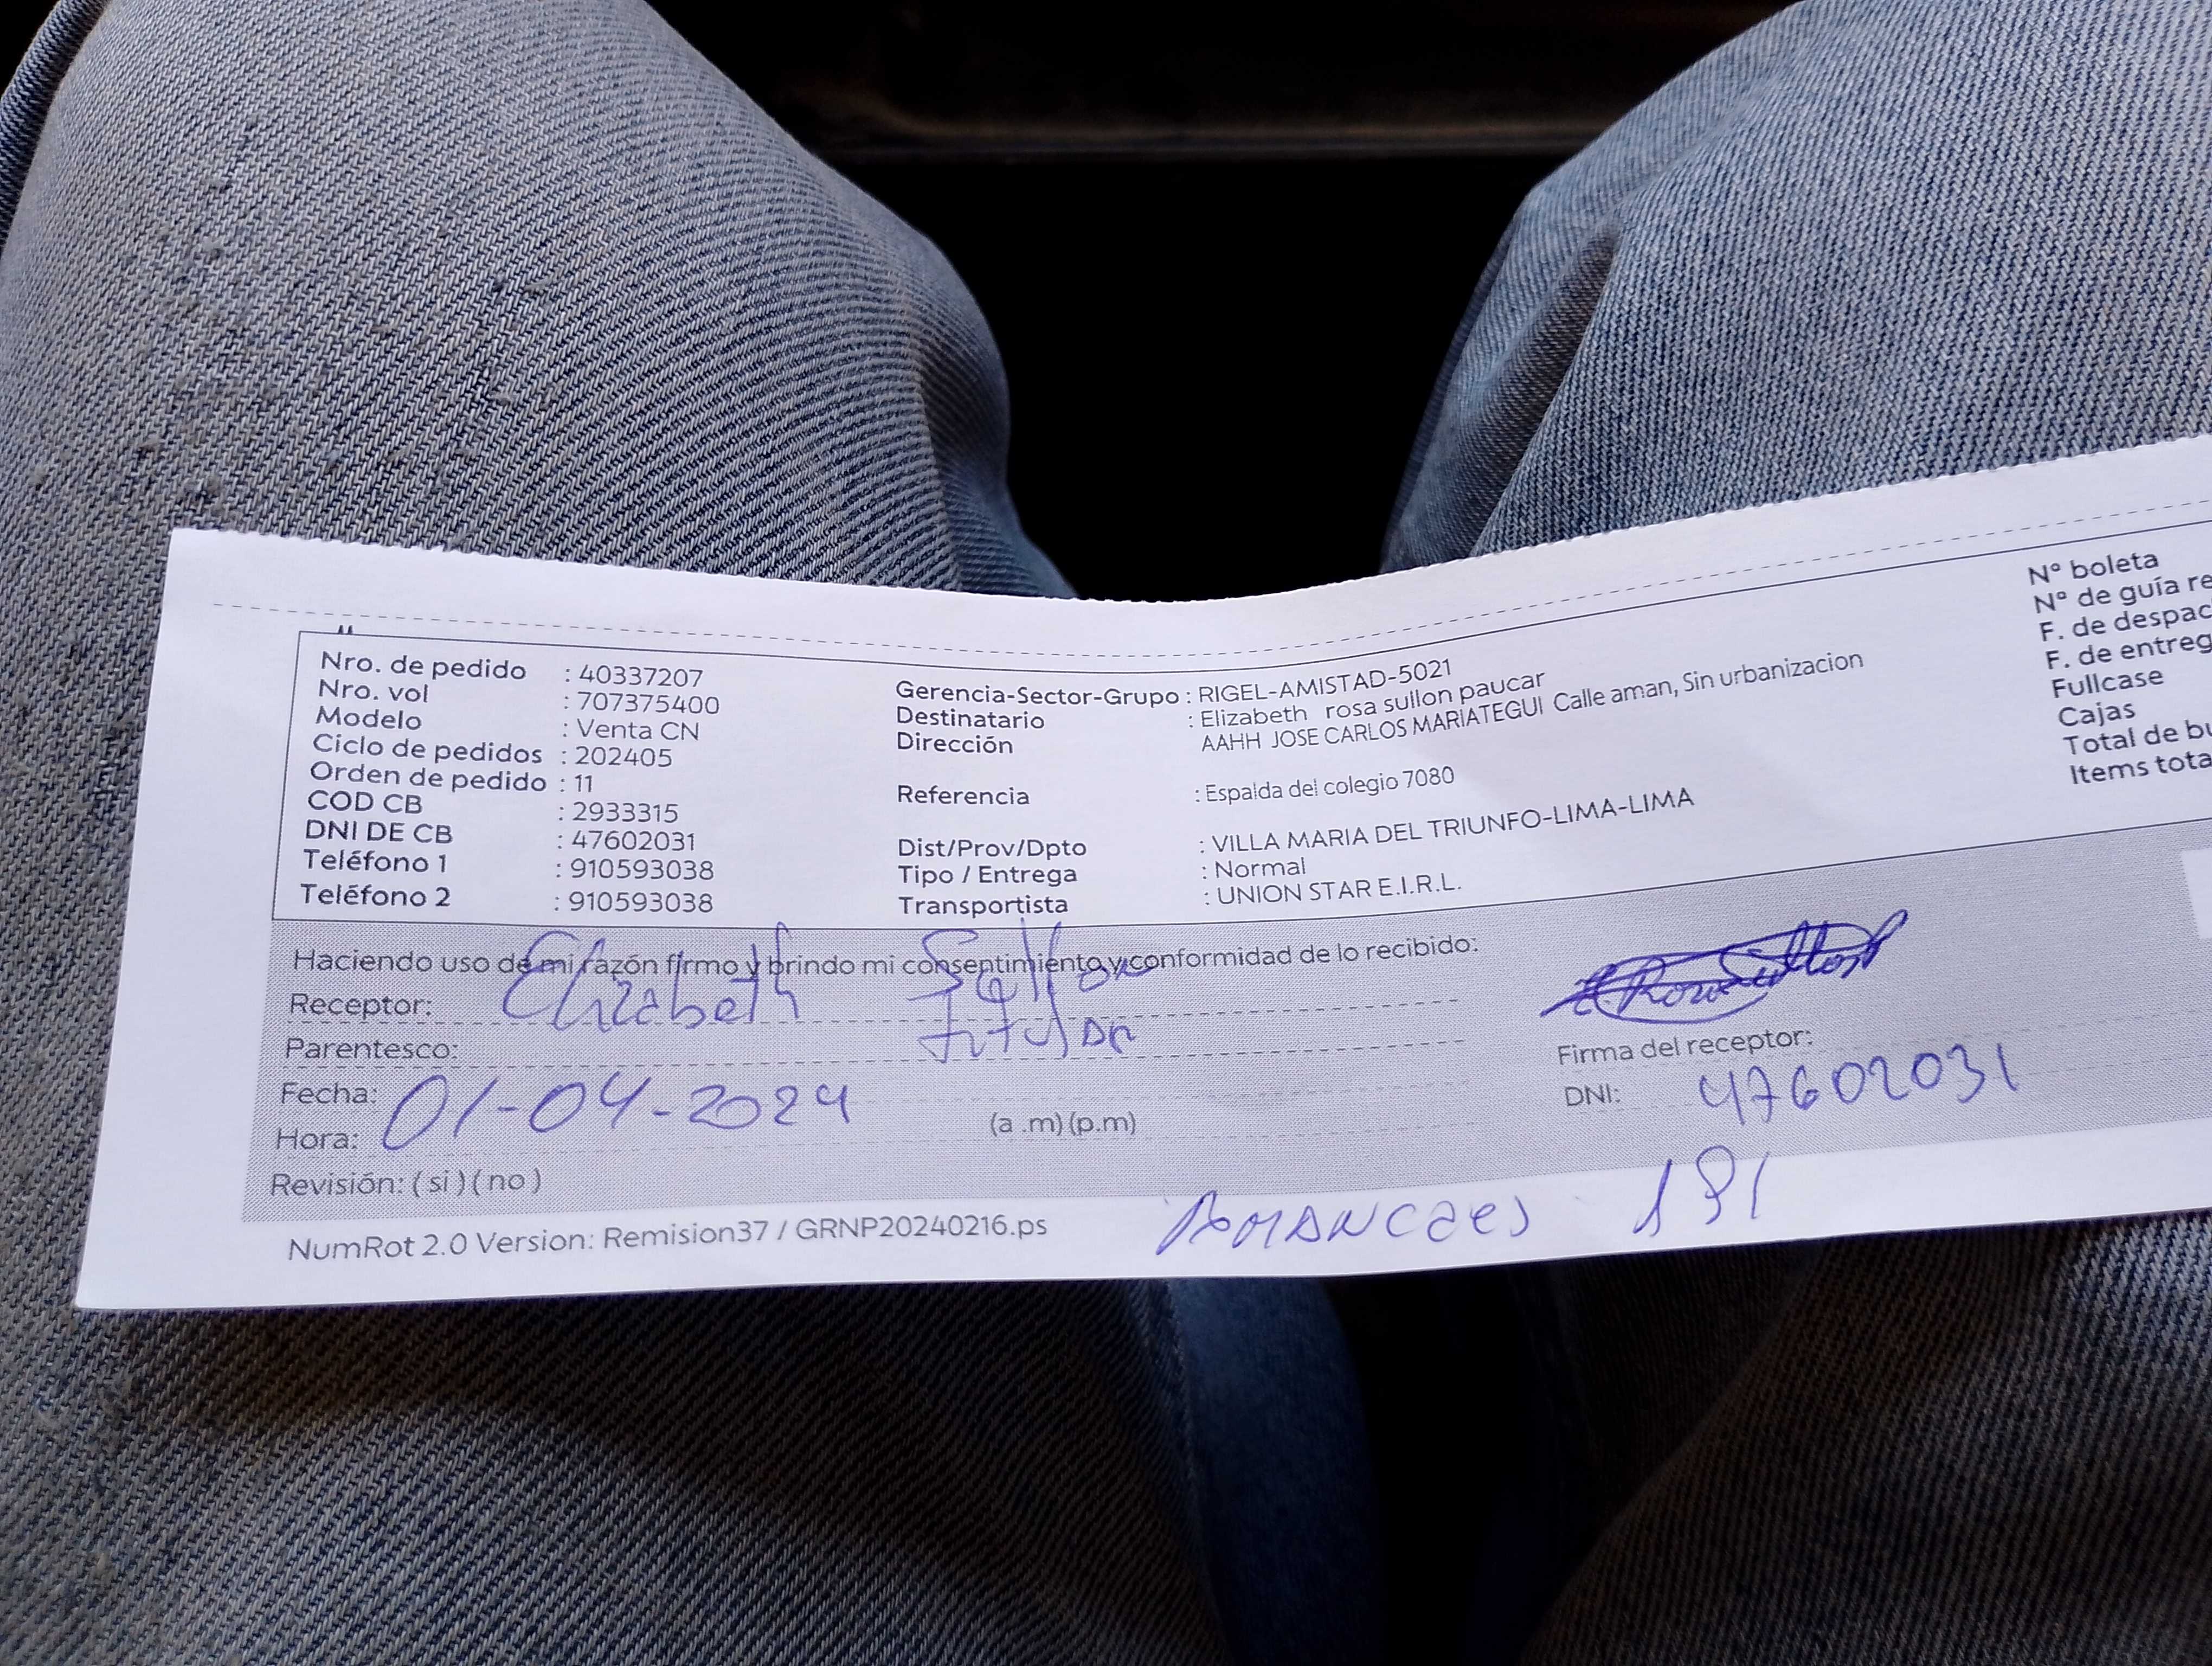 Nro. de pedido : 40337207
Nro. vol : 707375400
Modelo : Venta CN
Ciclo de pedidos : 202405
Orden de pedido : 11
COD CB : 2933315
DNI DE CB : 47602031
Teléfono 1 : 910593038
Teléfono 2 : 910593038
Gerencia-Sector-Grupo : RIGEL-AMISTAD-5021
Destinatario : Elizabeth rosa sullon paucar
Dirección AAHH JOSE CARLOS MARIATEGUI Calle aman, Sin urbanizacion
Referencia : Espalda del colegio 7080
Dist/Prov/Dpto : VILLA MARIA DEL TRIUNFO-LIMA-LIMA
Tipo / Entrega : Normal
Transportista : UNION STAR E.I.R.L.
N° boleta
N° de guía re
F. de despac
F. de entreg
Fullcase
Cajas
Total de bu
Items tota
Haciendo uso de mi razón firmo y brindo mi consentimiento y conformidad de lo recibido:
Receptor: Elizabeth Sullon
Parentesco: Titular
Fecha: 01-04-2024
Hora: (a .m) (p.m)
Revisión: ( si ) ( no )
Firma del receptor:
DNI: 47602031
NumRot 2.0 Version: Remision37 / GRNP20240216.ps
Amancaes 191